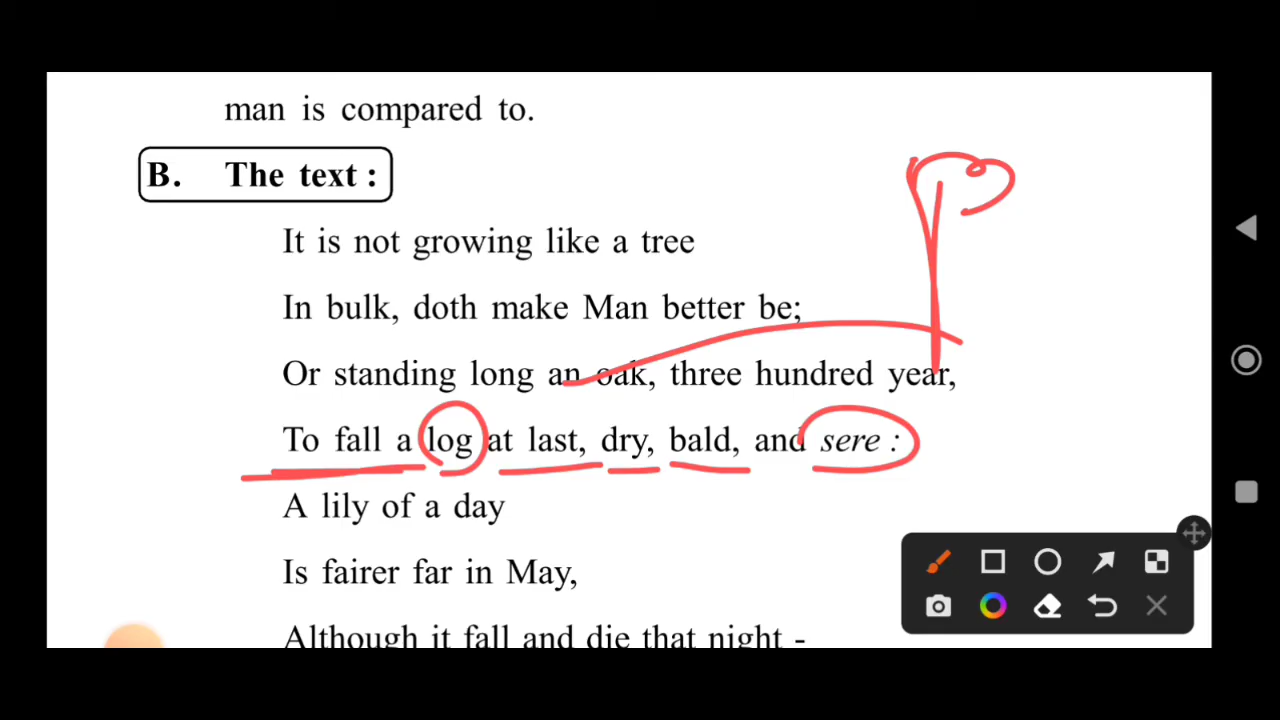 man is compared to.
B. The text :
It is not growing like a tree
In bulk, doth make Man better be;
Or standing long an oak, three hundred year,
To fall a log at last, dry, bald, and sere :
A lily of a day
Is fairer far in May,
Although it fall and die that night -